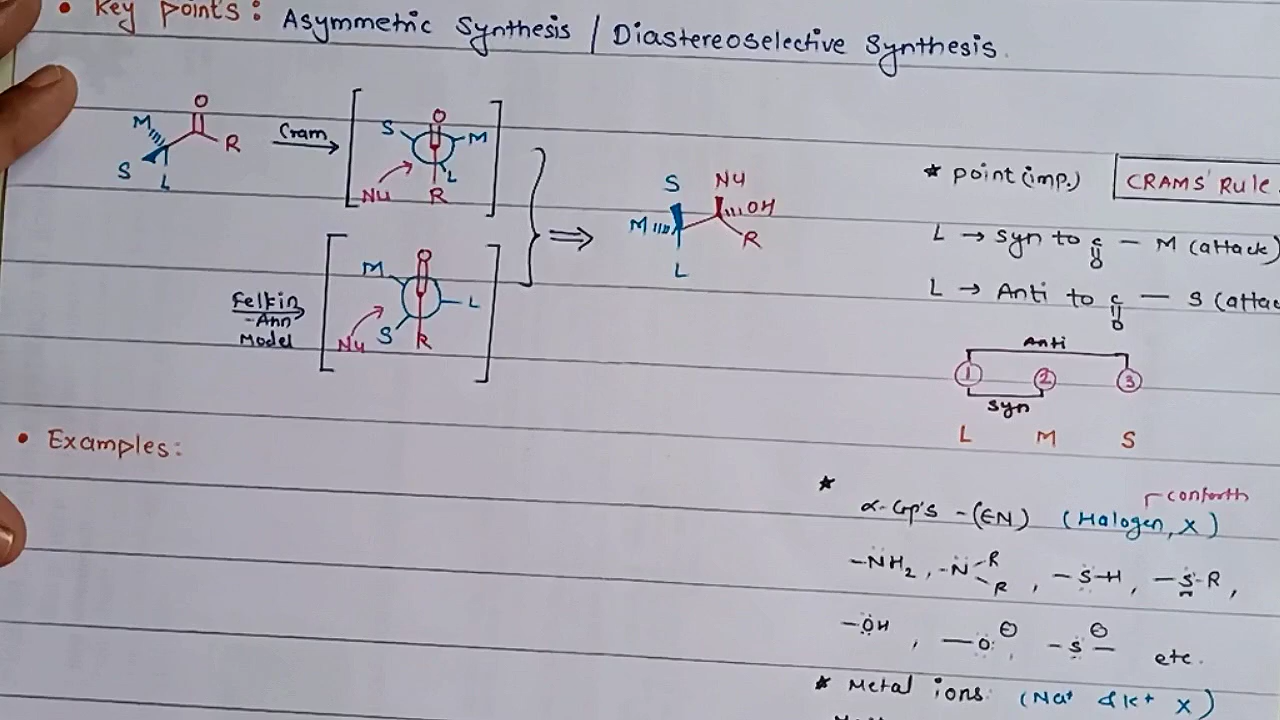 • Key points: Asymmetric Synthesis / Diastereoselective Synthesis.
O
M
S
L
R
Cram
O
S
M
L
Nu
R
Felkin
-Ann
Model
O
M
L
S
Nu
R
S
Nu
M
OH
R
L
* point (imp.) CRAMS' Rule
L → syn to C=O – M (attack)
L → Anti to C=O – S (attac
Anti
1 2 3
syn
L M S
• Examples:
*
conforth
α-Grp's - (EN) (Halogen, X)
-NH2, -N-R
R
, -S-H, -S-R,
-OH, -O⊖, -S⊖ - etc.
* Metal ions: (Na+ & K+ X)